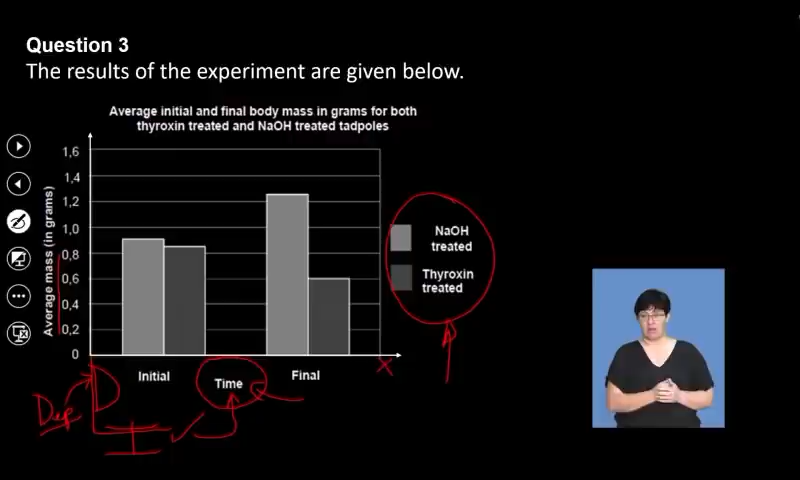 Question 3
The results of the experiment are given below.
Average initial and final body mass in grams for both
thyroxin treated and NaOH treated tadpoles
Average mass (in grams)
1,6
1,4
1,2
1,0
0,8
0,6
0,4
0,2
0
NaOH
treated
Thyroxin
treated
Initial
Time
Final
X
Dep
D
I